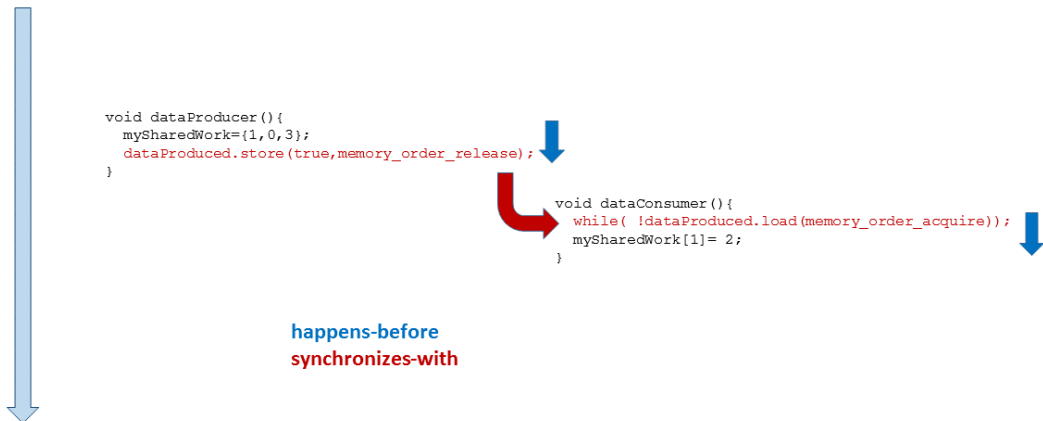 void dataProducer(){
  mySharedWork={1,0,3};
  dataProduced.store(true,memory_order_release);
}
void dataConsumer(){
  while( !dataProduced.load(memory_order_acquire));
  mySharedWork[1]= 2;
}
happens-before
synchronizes-with